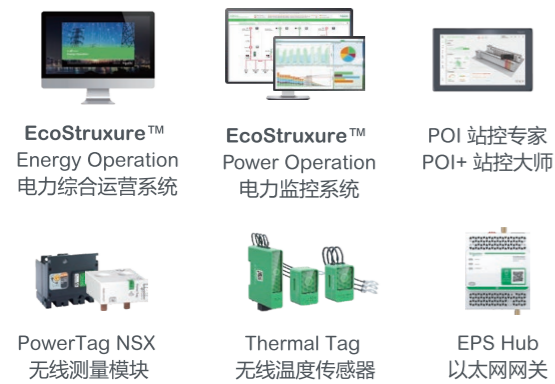 EcoStruxure™
Energy Operation
电力综合运营系统
EcoStruxure™
Power Operation
电力监控系统
POI 站控专家
POI+ 站控大师
PowerTag NSX
无线测量模块
Thermal Tag
无线温度传感器
EPS Hub
以太网网关